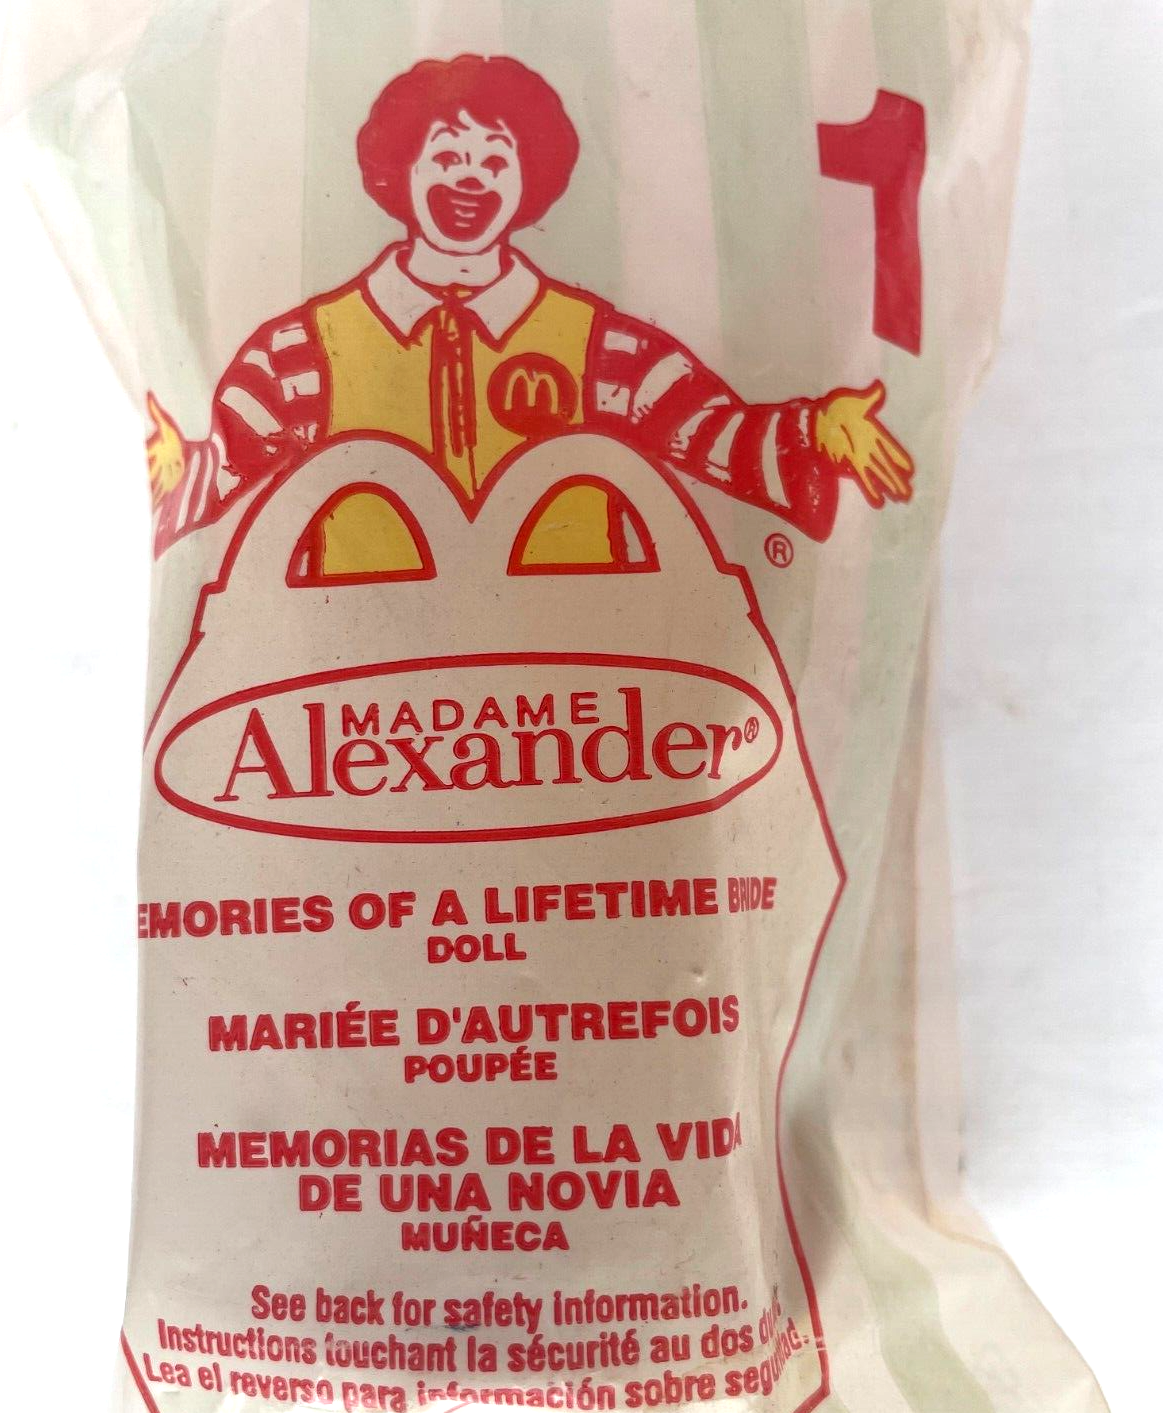 1
M
®
MADAME
Alexander®
EMORIES OF A LIFETIME BRIDE
DOLL
MARIÉE D'AUTREFOIS
POUPÉE
MEMORIAS DE LA VIDA
DE UNA NOVIA
MUÑECA
See back for safety information.
Instructions touchant la sécurité au dos du
Lea el reverso para información sobre seguridad.